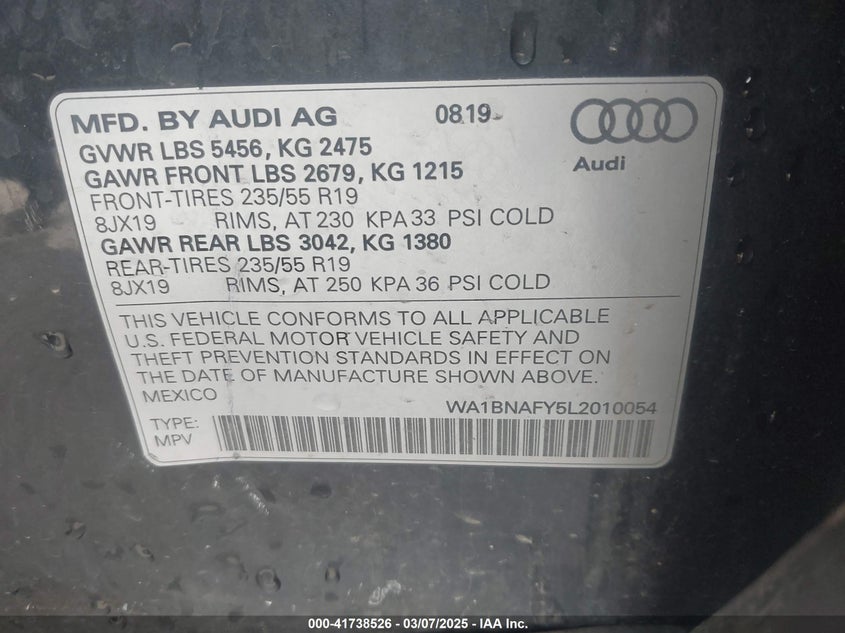 MFD. BY AUDI AG 08.19
GVWR LBS 5456, KG 2475
Audi
GAWR FRONT LBS 2679, KG 1215
FRONT-TIRES 235/55 R19
8JX19 RIMS, AT 230 KPA 33 PSI COLD
GAWR REAR LBS 3042, KG 1380
REAR-TIRES 235/55 R19
8JX19 RIMS, AT 250 KPA 36 PSI COLD
THIS VEHICLE CONFORMS TO ALL APPLICABLE
U.S. FEDERAL MOTOR VEHICLE SAFETY AND
THEFT PREVENTION STANDARDS IN EFFECT ON
THE DATE OF MANUFACTURE SHOWN ABOVE.
MEXICO
WA1BNAFY5L2010054
TYPE:
MPV
000-41738526 - 03/07/2025 - IAA Inc.